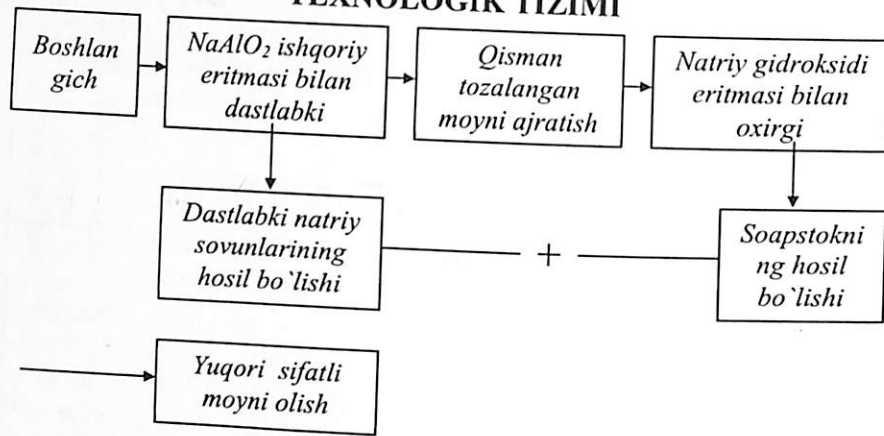 TEXNOLOGIK TIZIMI
Boshlan
gich
NaAlO₂ ishqoriy
eritmasi bilan
dastlabki
Qisman
tozalangan
moyni ajratish
Natriy gidroksidi
eritmasi bilan
oxirgi
Dastlabki natriy
sovunlarining
hosil bo`lishi
+
Soapstokni
ng hosil
bo`lishi
Yuqori sifatli
moyni olish